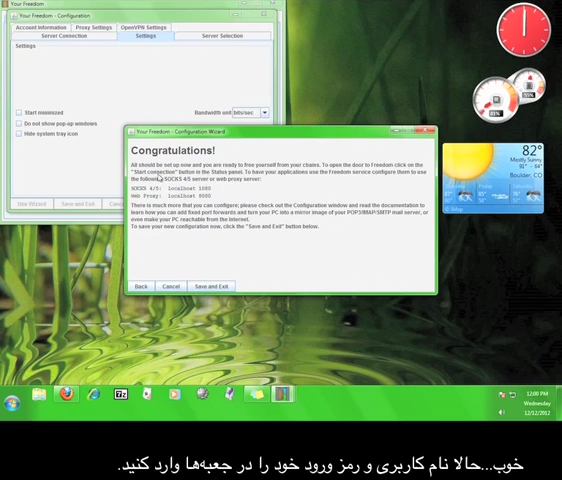 Your Freedom
Your Freedom - Configuration
Account Information Proxy Settings OpenVPN Settings
Server Connection Settings Server Selection
Settings
Start minimized
Bandwidth unit bits/sec
Do not show pop-up windows
Hide system tray icon
Use Wizard Save and Exit
Your Freedom - Configuration Wizard
Congratulations!
All should be set up now and you are ready to free yourself from your chains. To open the door to Freedom click on the
"Start connection" button in the Status panel. To have your applications use the Freedom service configure them to use
the following SOCKS 4/5 server or web proxy server:
SOCKS 4/5: localhost 1080
Web Proxy: localhost 8080
There is much more that you can configure; please check out the Configuration window and read the documentation to
learn how you can add fixed port forwards and turn your PC into a mirror image of your POP3/IMAP/SMTP mail server, or
even make your PC reachable from the Internet.
To save your new configuration now, click the "Save and Exit" button below.
Back Cancel Save and Exit
82°
Mostly Sunny
Boulder, CO
12:00 PM
Wednesday
12/12/2012
خوب...حالا نام کاربری و رمز ورود خود را در جعبه‌ها وارد کنید.